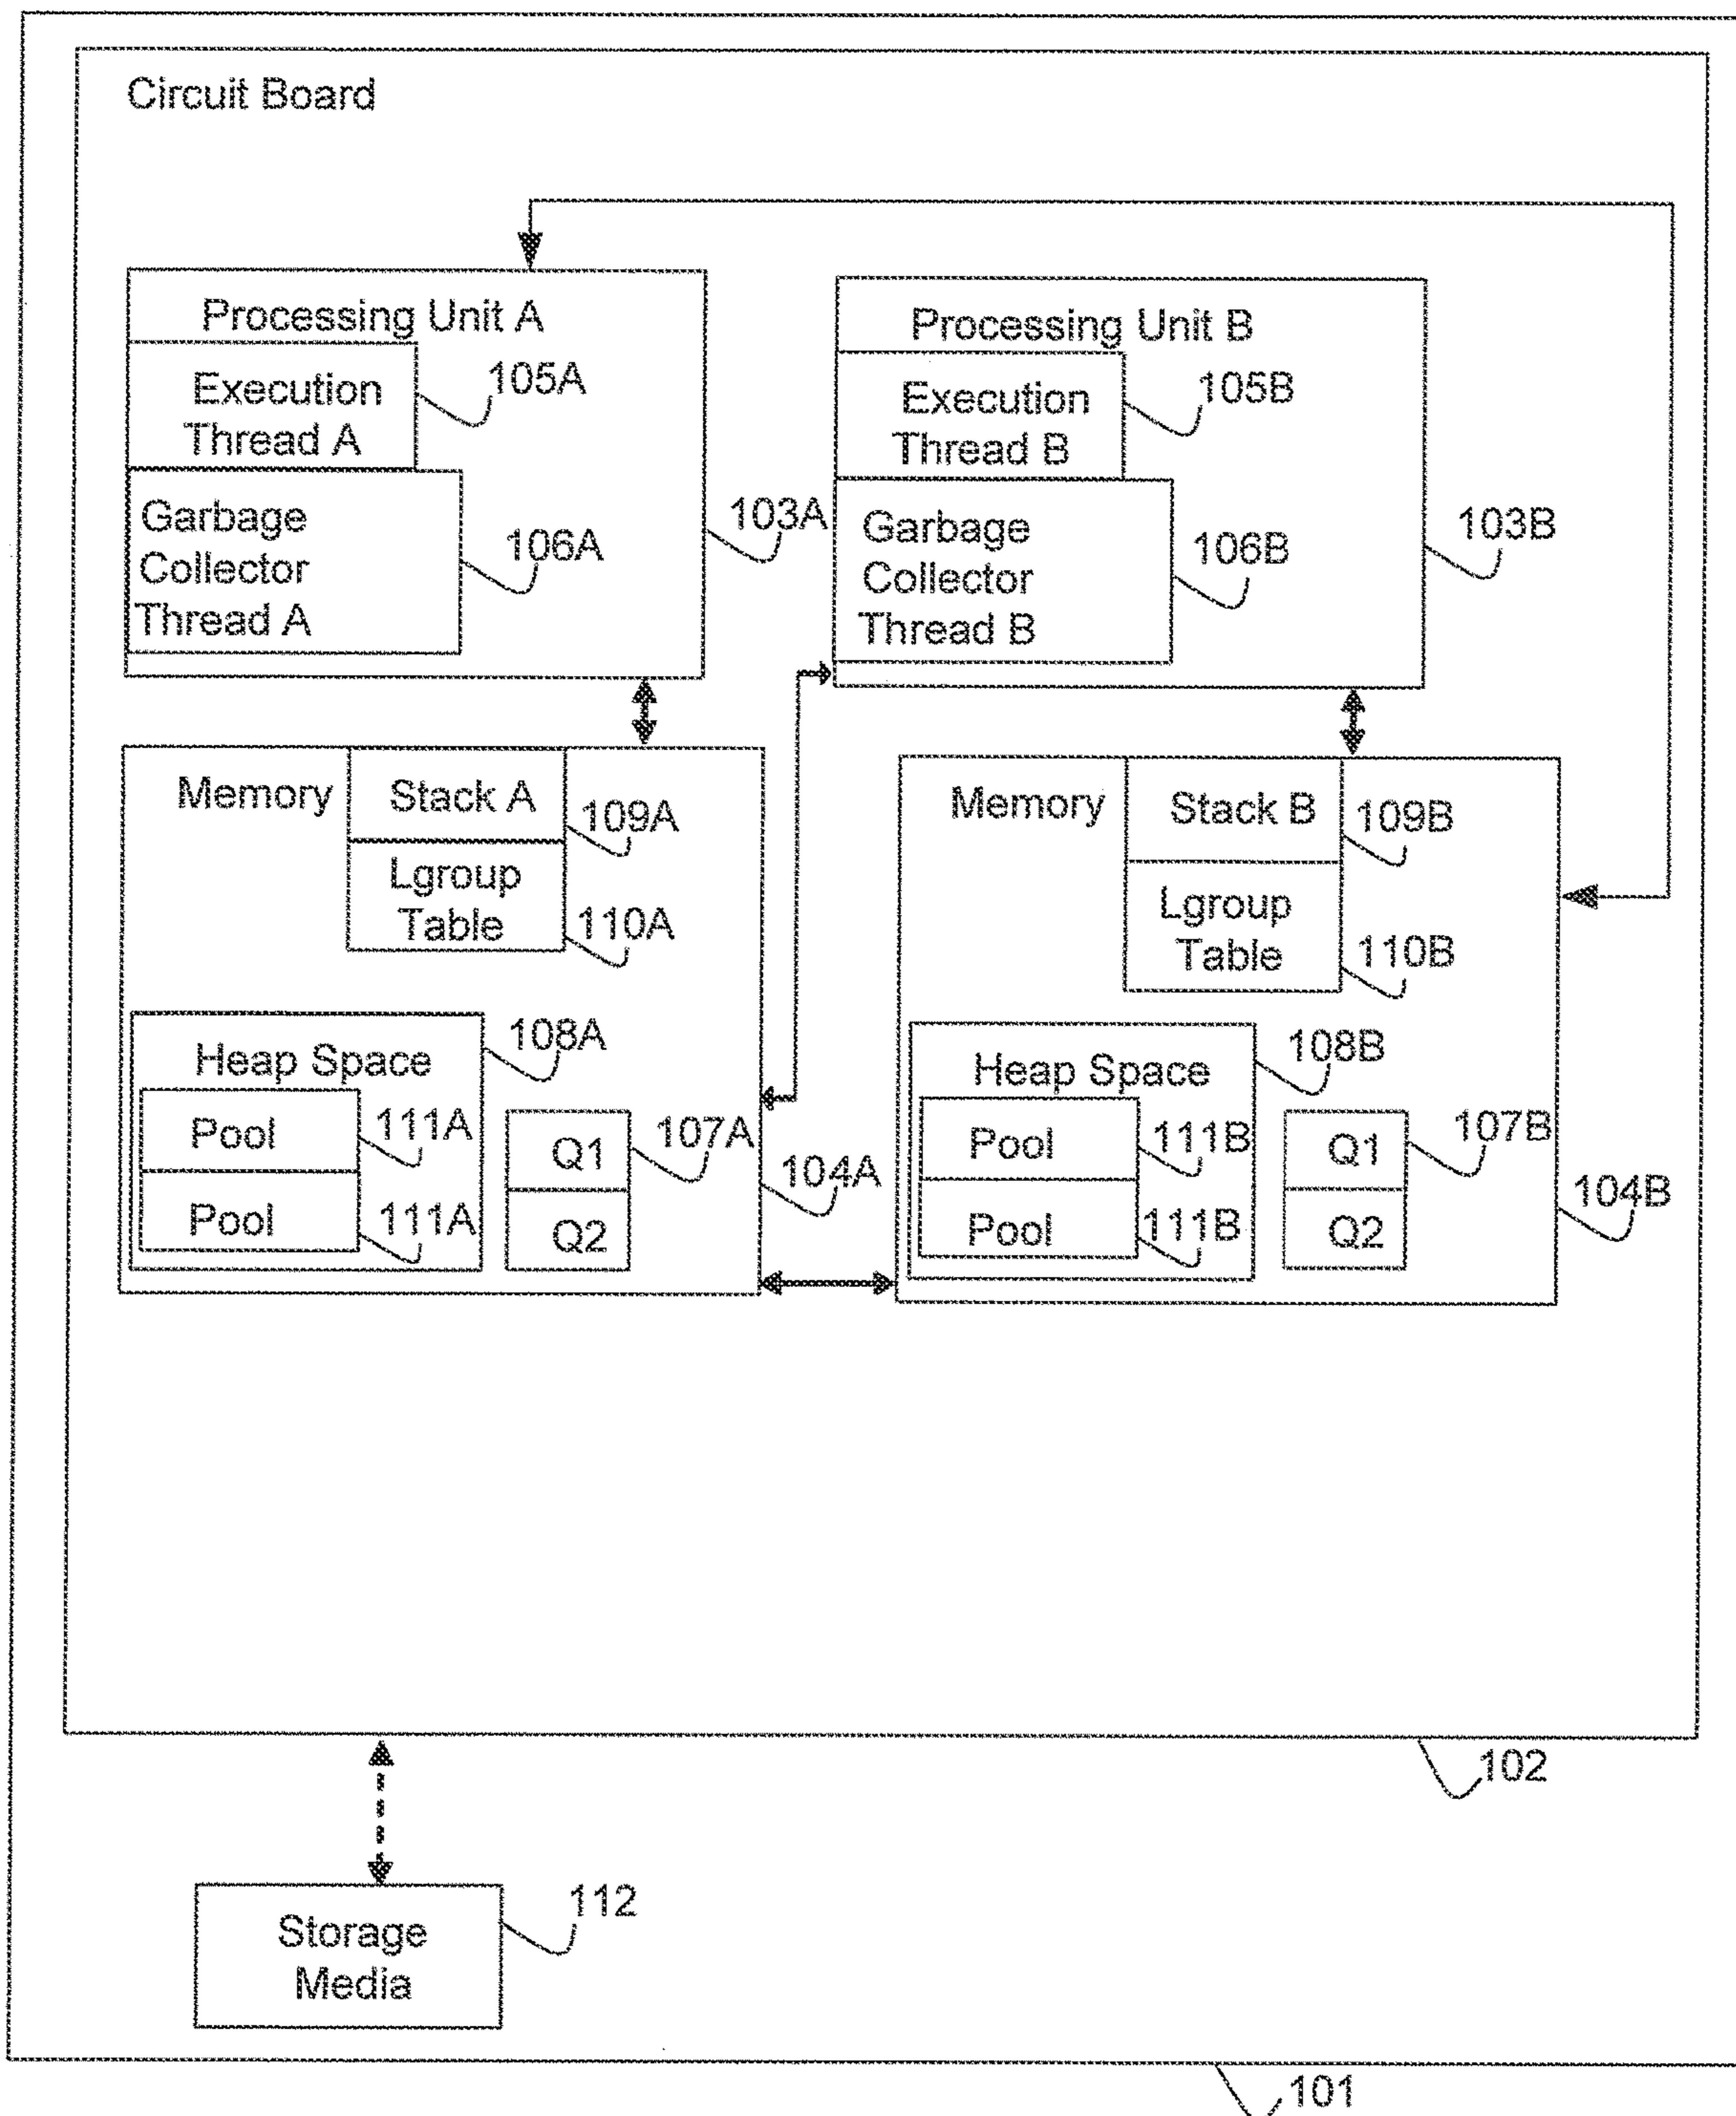 Circuit Board
Processing Unit A
Execution
Thread A
105A
Garbage
Collector
Thread A
106A
103A
Processing Unit B
Execution
Thread B
105B
Garbage
Collector
Thread B
106B
103B
Memory
Stack A
109A
Lgroup
Table
110A
Heap Space
108A
Pool
111A
Pool
111A
Q1
Q2
107A
104A
Memory
Stack B
109B
Lgroup
Table
110B
Heap Space
108B
Pool
111B
Pool
111B
Q1
Q2
107B
104B
102
Storage
Media
112
101